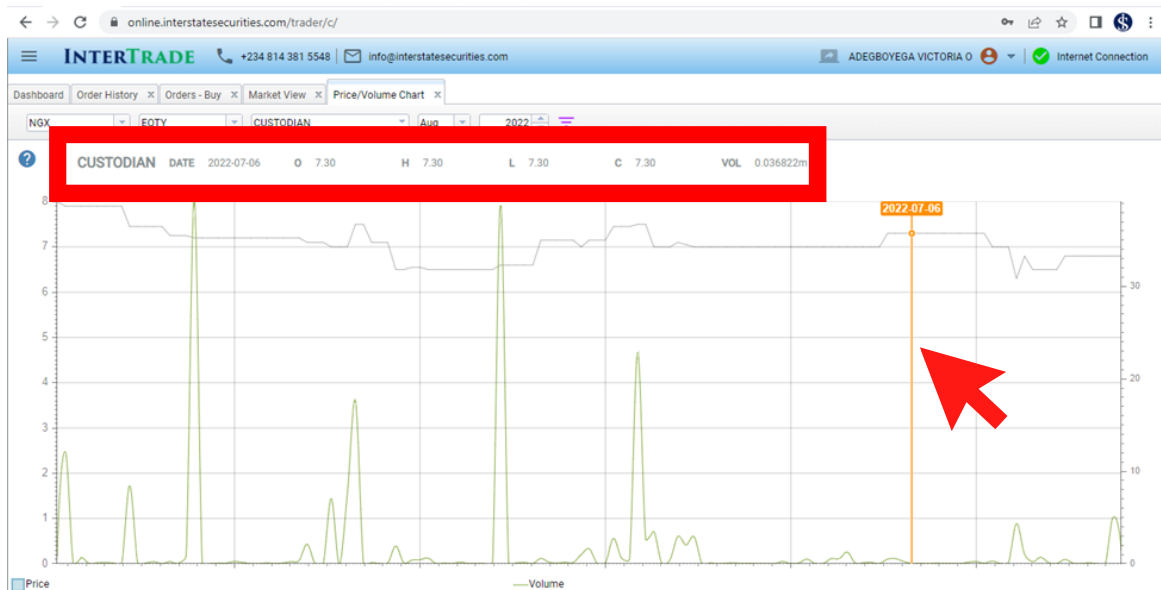 online.interstatesecurities.com/trader/c/
INTERTRADE +234 814 381 5548 info@interstatesecurities.com ADEGBOYEGA VICTORIA O Internet Connection
Dashboard Order History x Orders - Buy x Market View x Price/Volume Chart x
NGX EQTY CUSTODIAN Aug 2022
? CUSTODIAN DATE 2022-07-06 O 7.30 H 7.30 L 7.30 C 7.30 VOL 0.036822m
8
2022-07-06
7
6
30
5
4
20
3
2
10
1
0
0
Price Volume